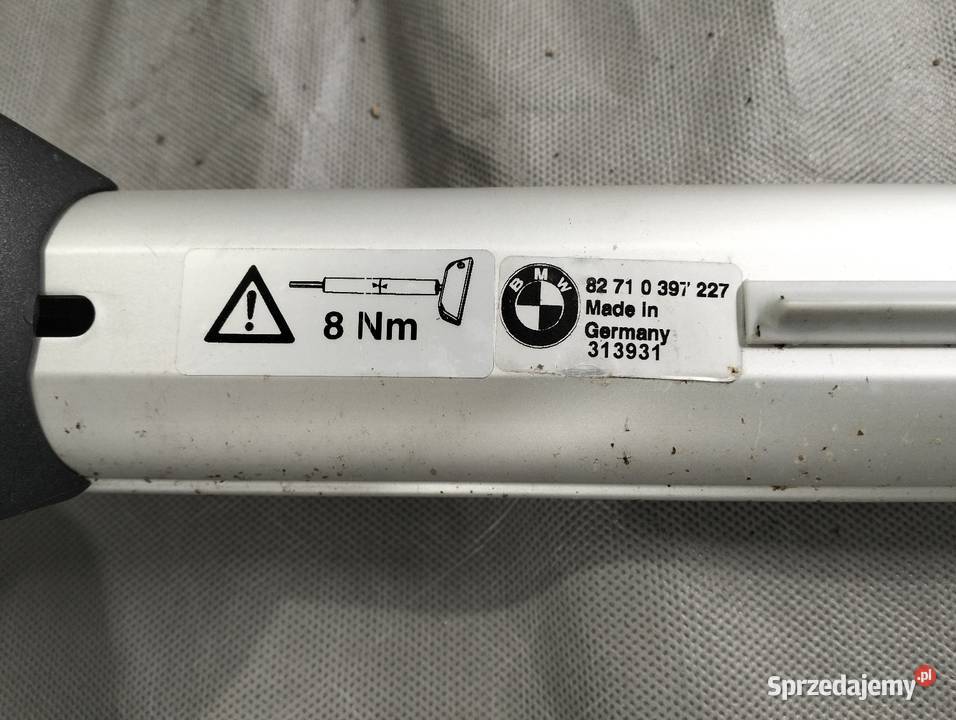 8 Nm
BMW
82 71 0 397 227
Made in
Germany
313931
Sprzedajemy.pl